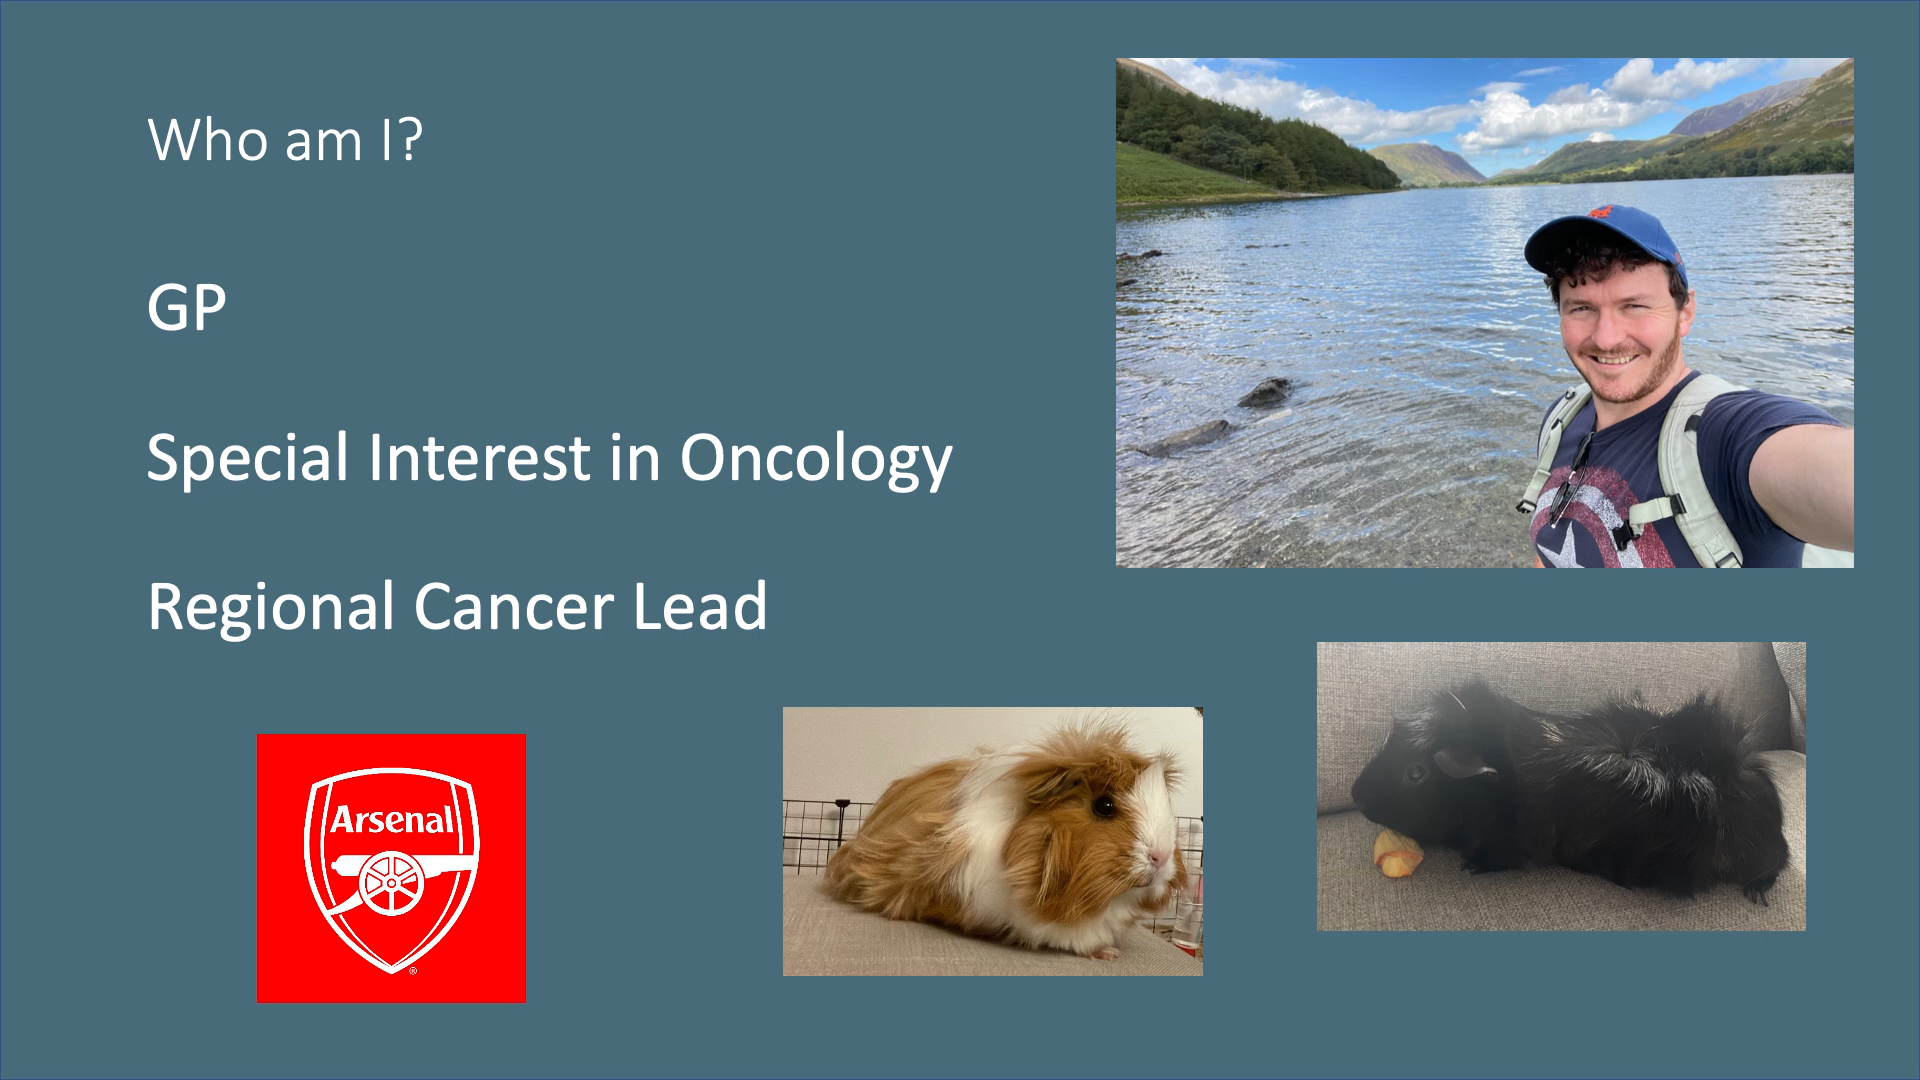 Who am I?
GP
Special Interest in Oncology
Regional Cancer Lead
Arsenal
®